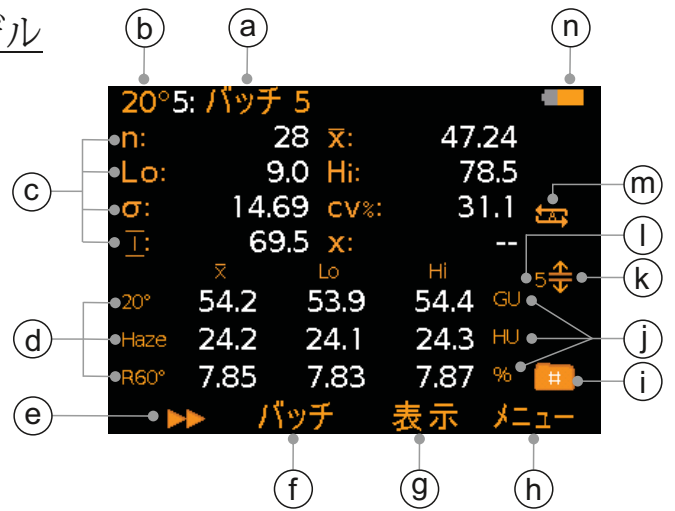 デル
b a n
20°5: バッチ 5
n: 28 x̅: 47.24
Lo: 9.0 Hi: 78.5
c m
σ: 14.69 CV%: 31.1
l
I: 69.5 x: --
x̅ Lo Hi 5 k
20° 54.2 53.9 54.4 GU
d Haze 24.2 24.1 24.3 HU j
R60° 7.85 7.83 7.87 % # i
e バッチ 表示 メニュー
f g h